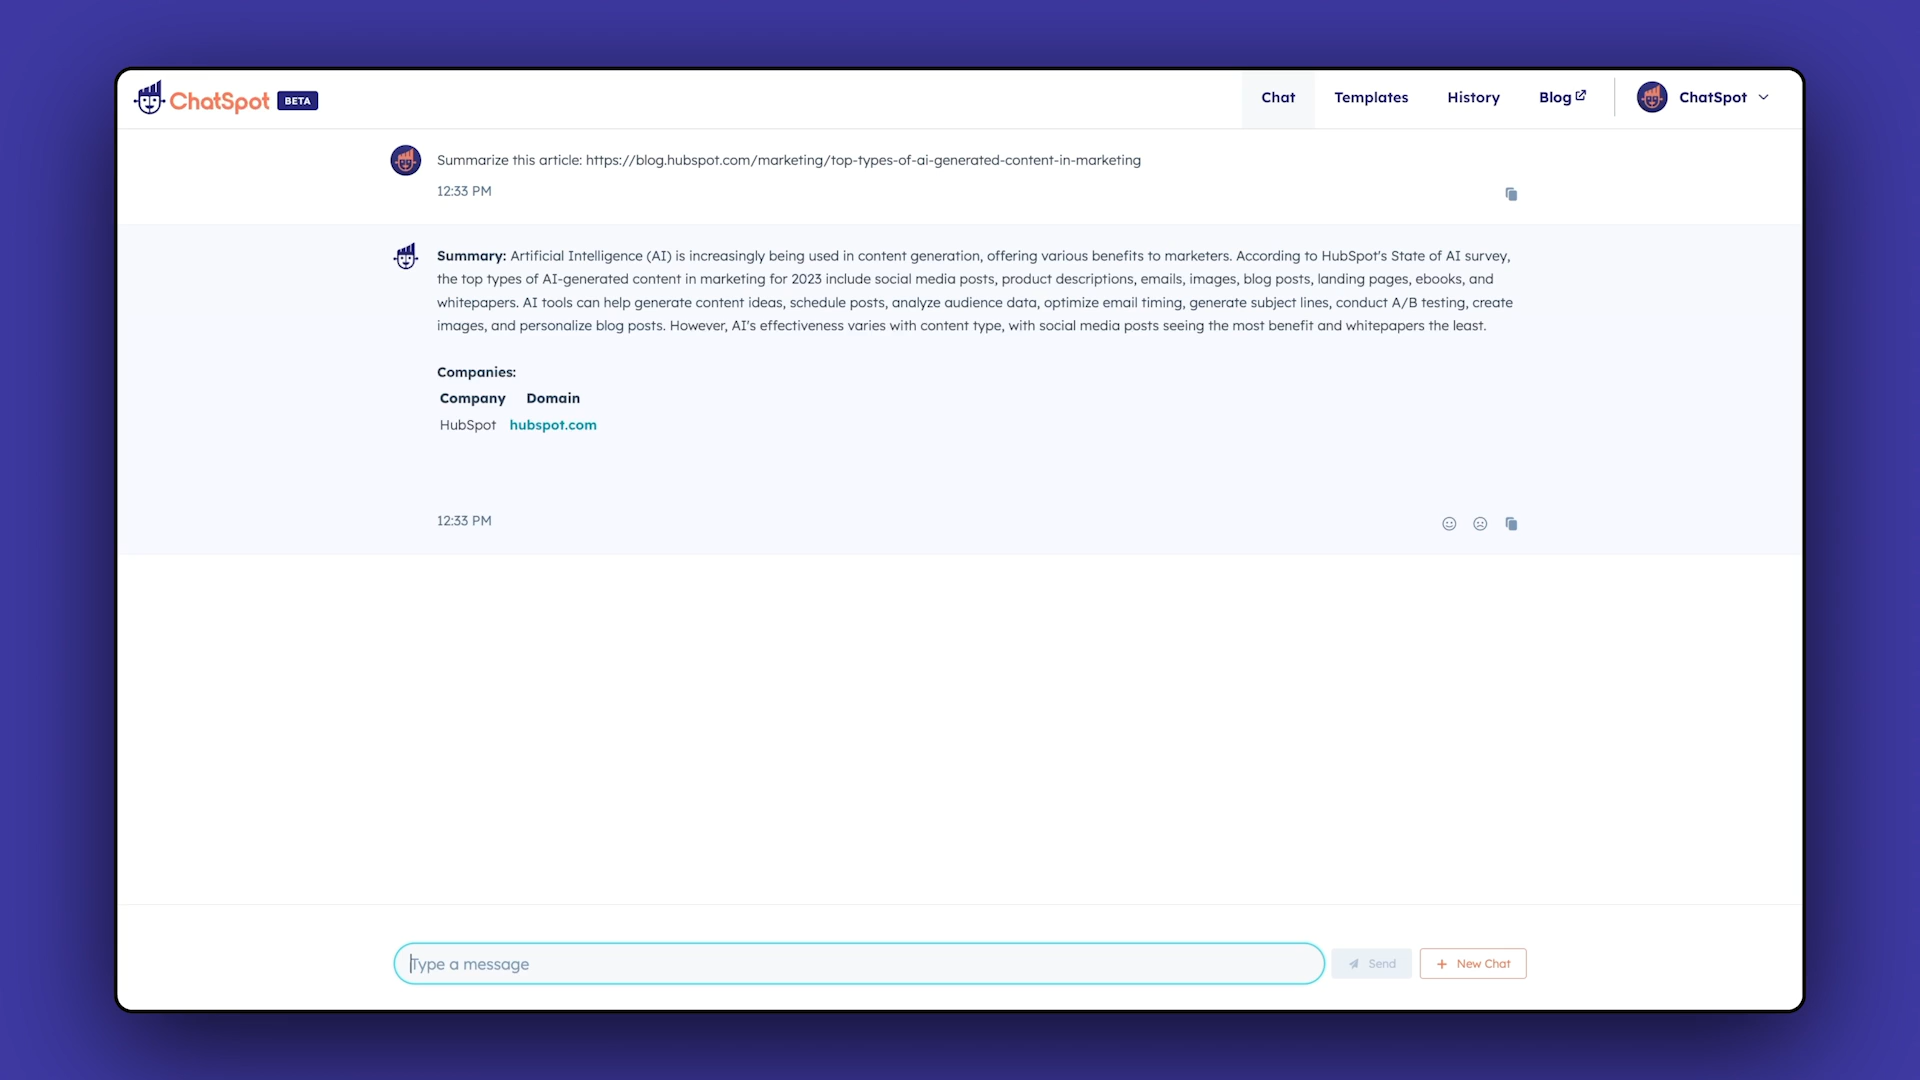 ChatSpot BETA
Chat Templates History Blog ChatSpot
Summarize this article: https://blog.hubspot.com/marketing/top-types-of-ai-generated-content-in-marketing
12:33 PM
Summary: Artificial Intelligence (AI) is increasingly being used in content generation, offering various benefits to marketers. According to HubSpot's State of AI survey,
the top types of AI-generated content in marketing for 2023 include social media posts, product descriptions, emails, images, blog posts, landing pages, ebooks, and
whitepapers. AI tools can help generate content ideas, schedule posts, analyze audience data, optimize email timing, generate subject lines, conduct A/B testing, create
images, and personalize blog posts. However, AI's effectiveness varies with content type, with social media posts seeing the most benefit and whitepapers the least.
Companies:
Company Domain
HubSpot hubspot.com
12:33 PM
Type a message
Send
+ New Chat